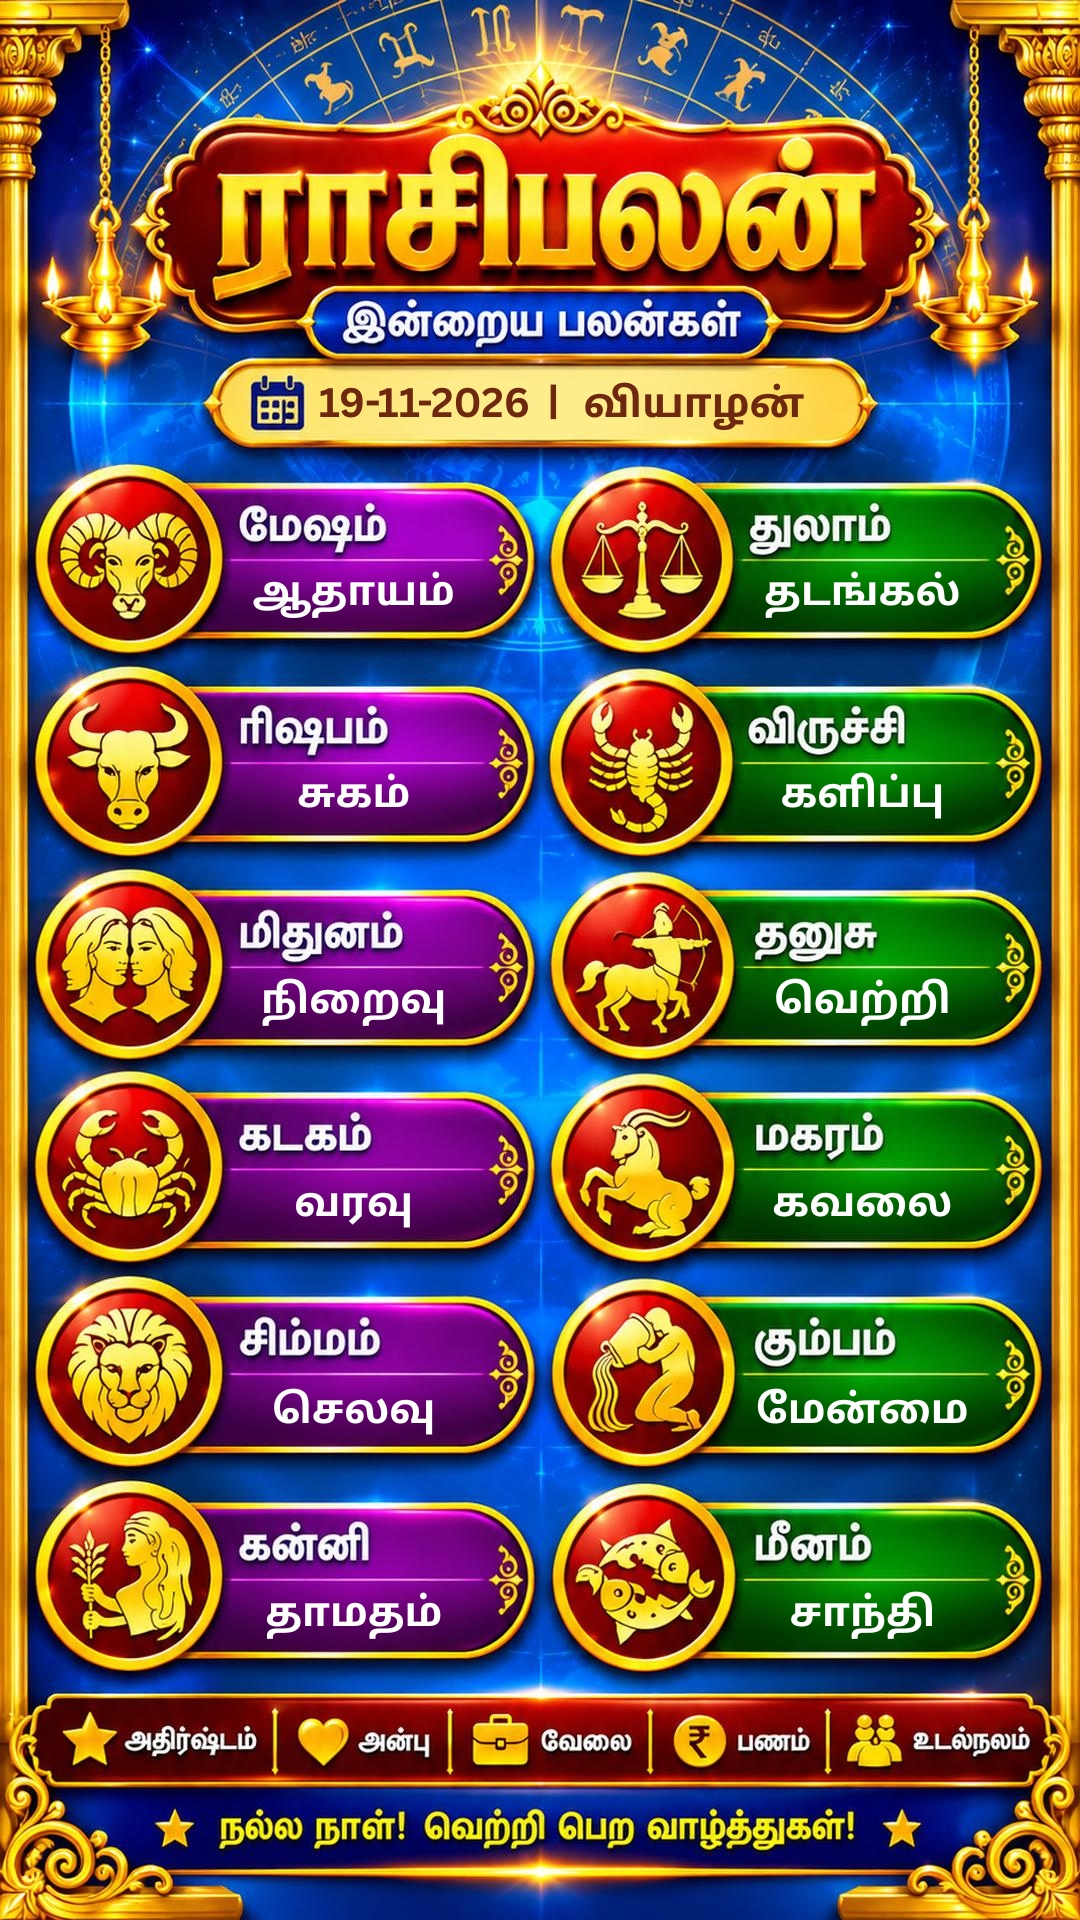 ராசிபலன்
இன்றைய பலன்கள்
19-11-2026 | வியாழன்
மேஷம்
ஆதாயம்
துலாம்
தடங்கல்
ரிஷபம்
சுகம்
விருச்சி
களிப்பு
மிதுனம்
நிறைவு
தனுசு
வெற்றி
கடகம்
வரவு
மகரம்
கவலை
சிம்மம்
செலவு
கும்பம்
மேன்மை
கன்னி
தாமதம்
மீனம்
சாந்தி
அதிர்ஷ்டம் அன்பு வேலை ₹ பணம் உடல்நலம்
நல்ல நாள்! வெற்றி பெற வாழ்த்துகள்!